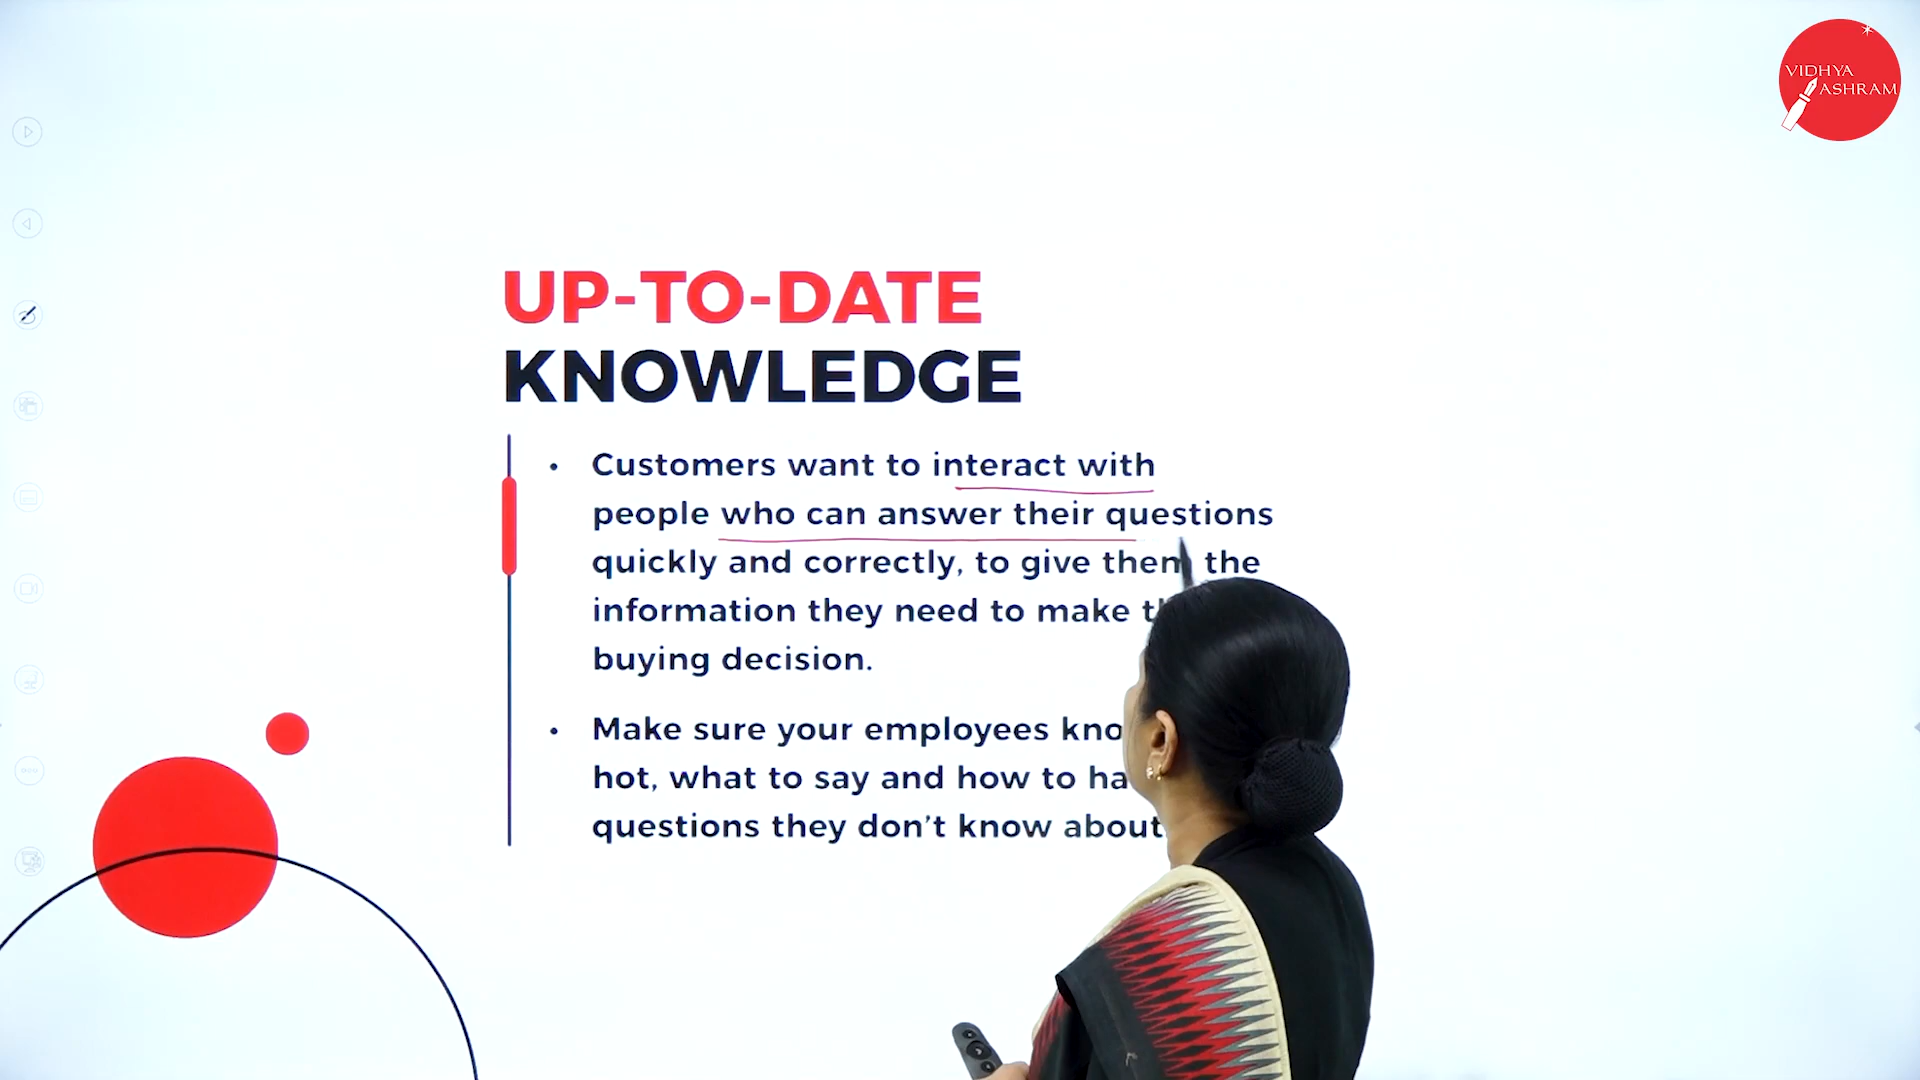 VIDHYA
ASHRAM
UP-TO-DATE
KNOWLEDGE
• Customers want to interact with
people who can answer their questions
quickly and correctly, to give them the
information they need to make
buying decision.
• Make sure your employees
hot, what to say and how to
questions they don't know about